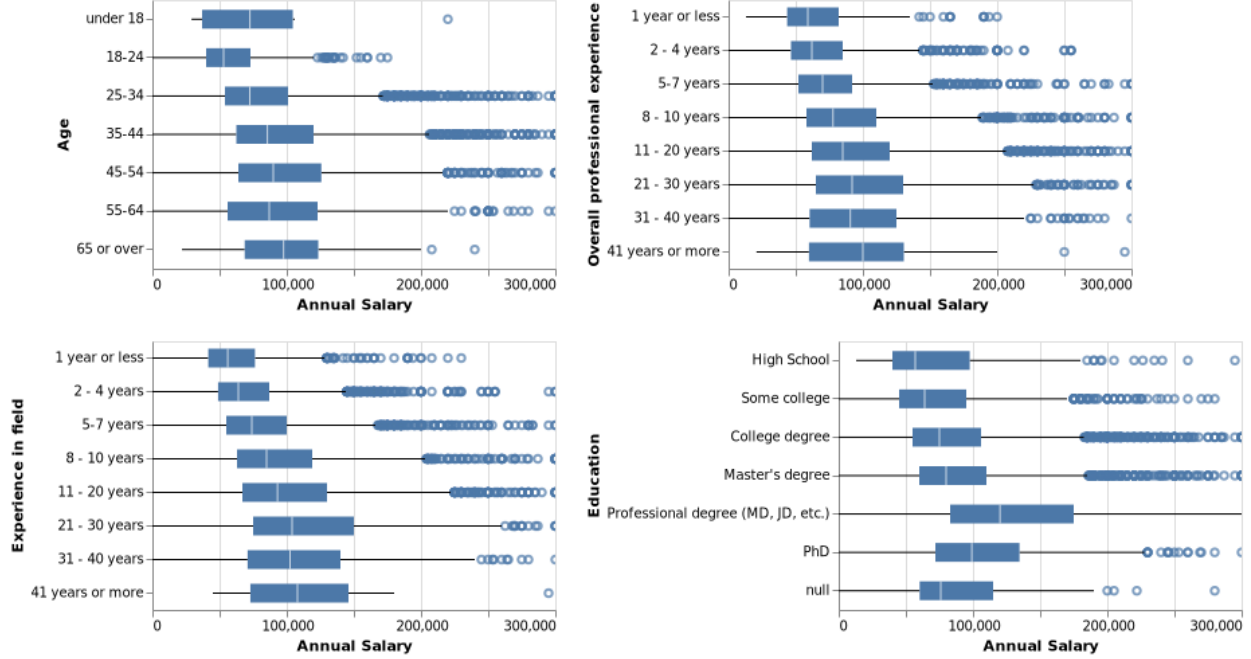 Age
under 18
18-24
25-34
35-44
45-54
55-64
65 or over
0 100,000 200,000 300,000
Annual Salary
Overall professional experience
1 year or less
2 - 4 years
5-7 years
8 - 10 years
11 - 20 years
21 - 30 years
31 - 40 years
41 years or more
0 100,000 200,000 300,000
Annual Salary
Experience in field
1 year or less
2 - 4 years
5-7 years
8 - 10 years
11 - 20 years
21 - 30 years
31 - 40 years
41 years or more
0 100,000 200,000 300,000
Annual Salary
Education
High School
Some college
College degree
Master's degree
Professional degree (MD, JD, etc.)
PhD
null
0 100,000 200,000 300,000
Annual Salary